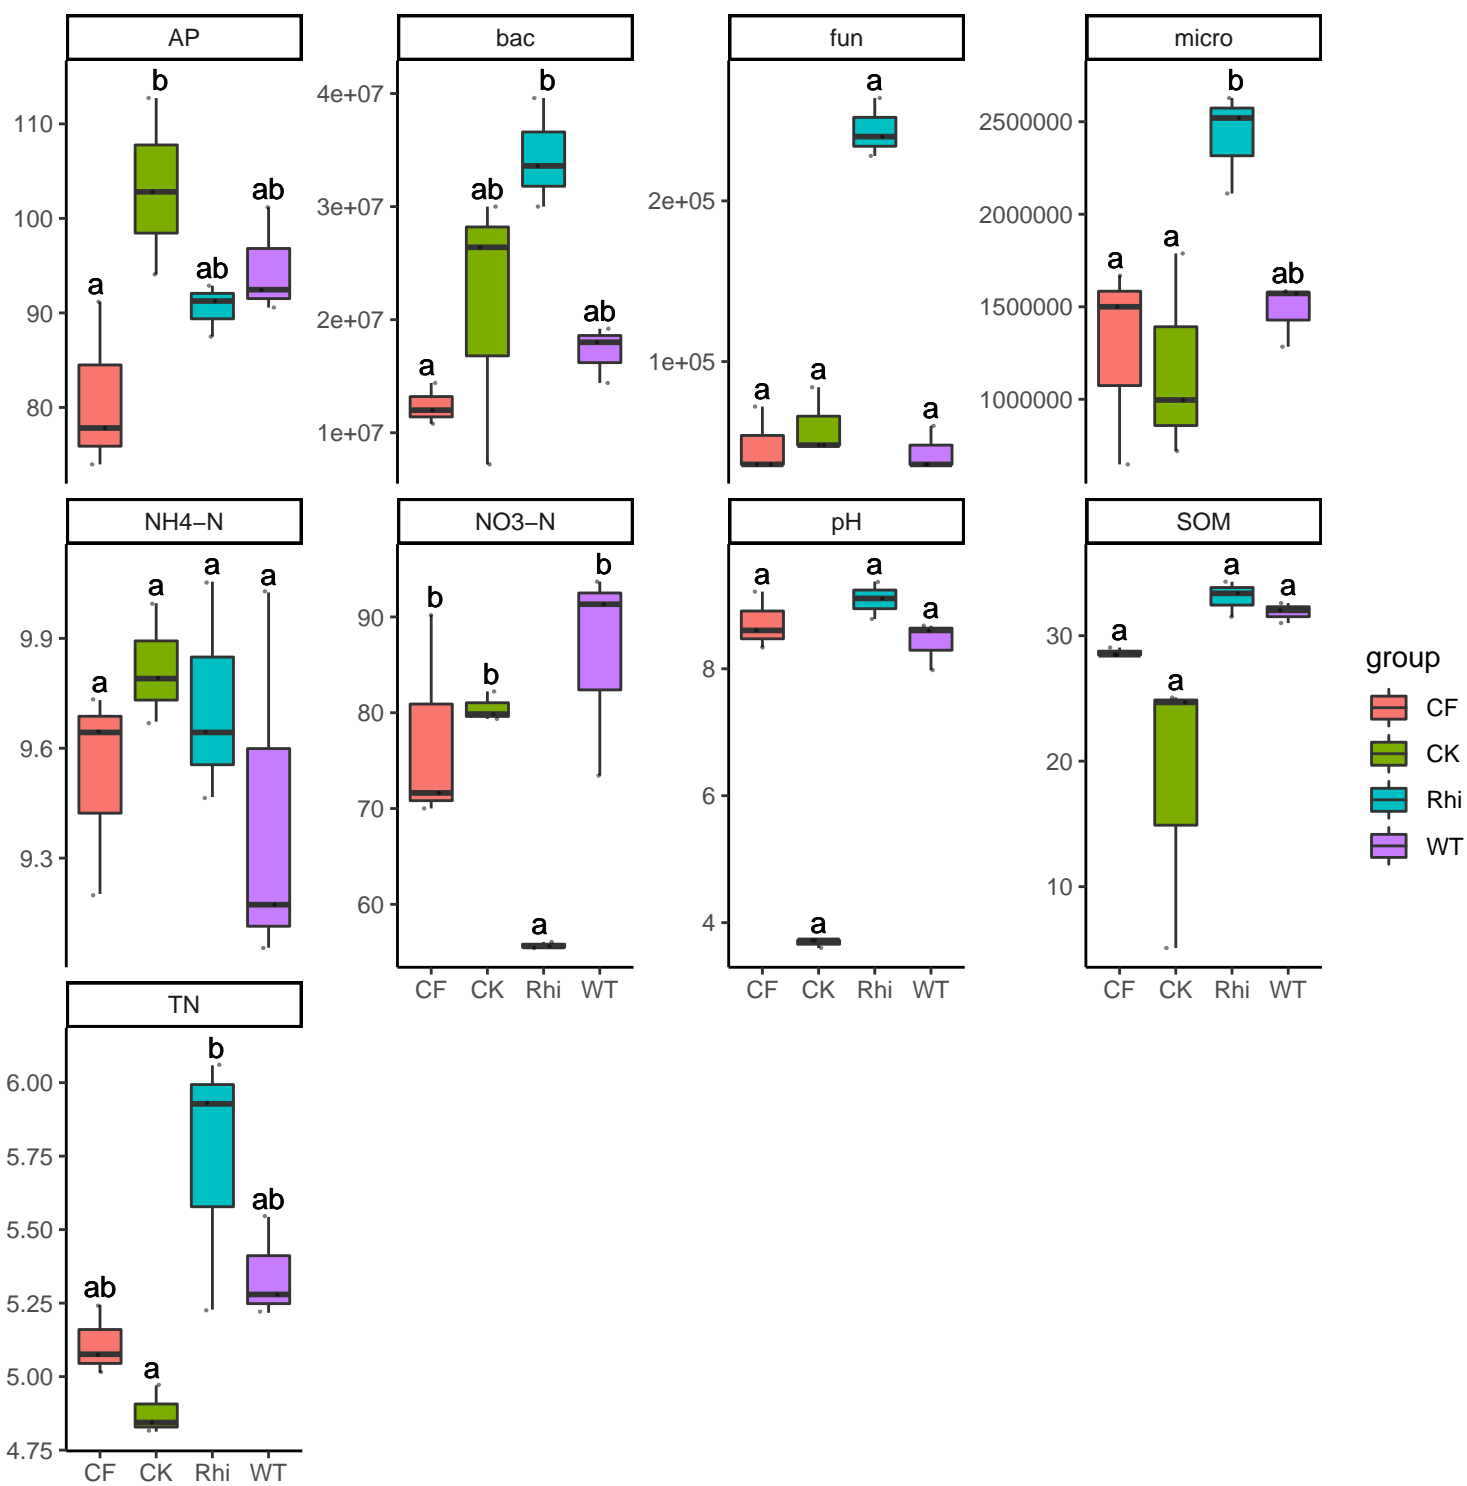 AP
bac
fun
micro
110
100
90
80
a
b
ab
ab
4e+07
3e+07
2e+07
1e+07
a
ab
b
ab
2e+05
1e+05
a
a
a
a
2500000
2000000
1500000
1000000
a
a
b
ab
NH4−N
NO3−N
pH
SOM
9.9
9.6
9.3
a
a
a
a
90
80
70
60
b
b
a
b
CF CK Rhi WT
8
6
4
a
a
a
a
CF CK Rhi WT
30
20
10
a
a
a
a
CF CK Rhi WT
group
CF
CK
Rhi
WT
TN
6.00
5.75
5.50
5.25
5.00
4.75
ab
a
b
ab
CF CK Rhi WT